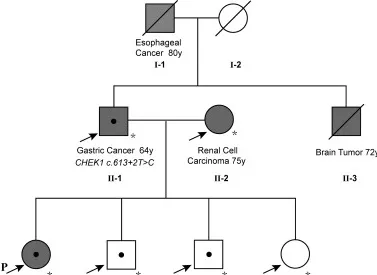 Esophageal
Cancer 80y
I-1
I-2
*
*
Gastric Cancer 64y
CHEK1 c.613+2T>C
Renal Cell
Carcinoma 75y
Brain Tumor 72y
II-1
II-2
II-3
P
*
*
*
*